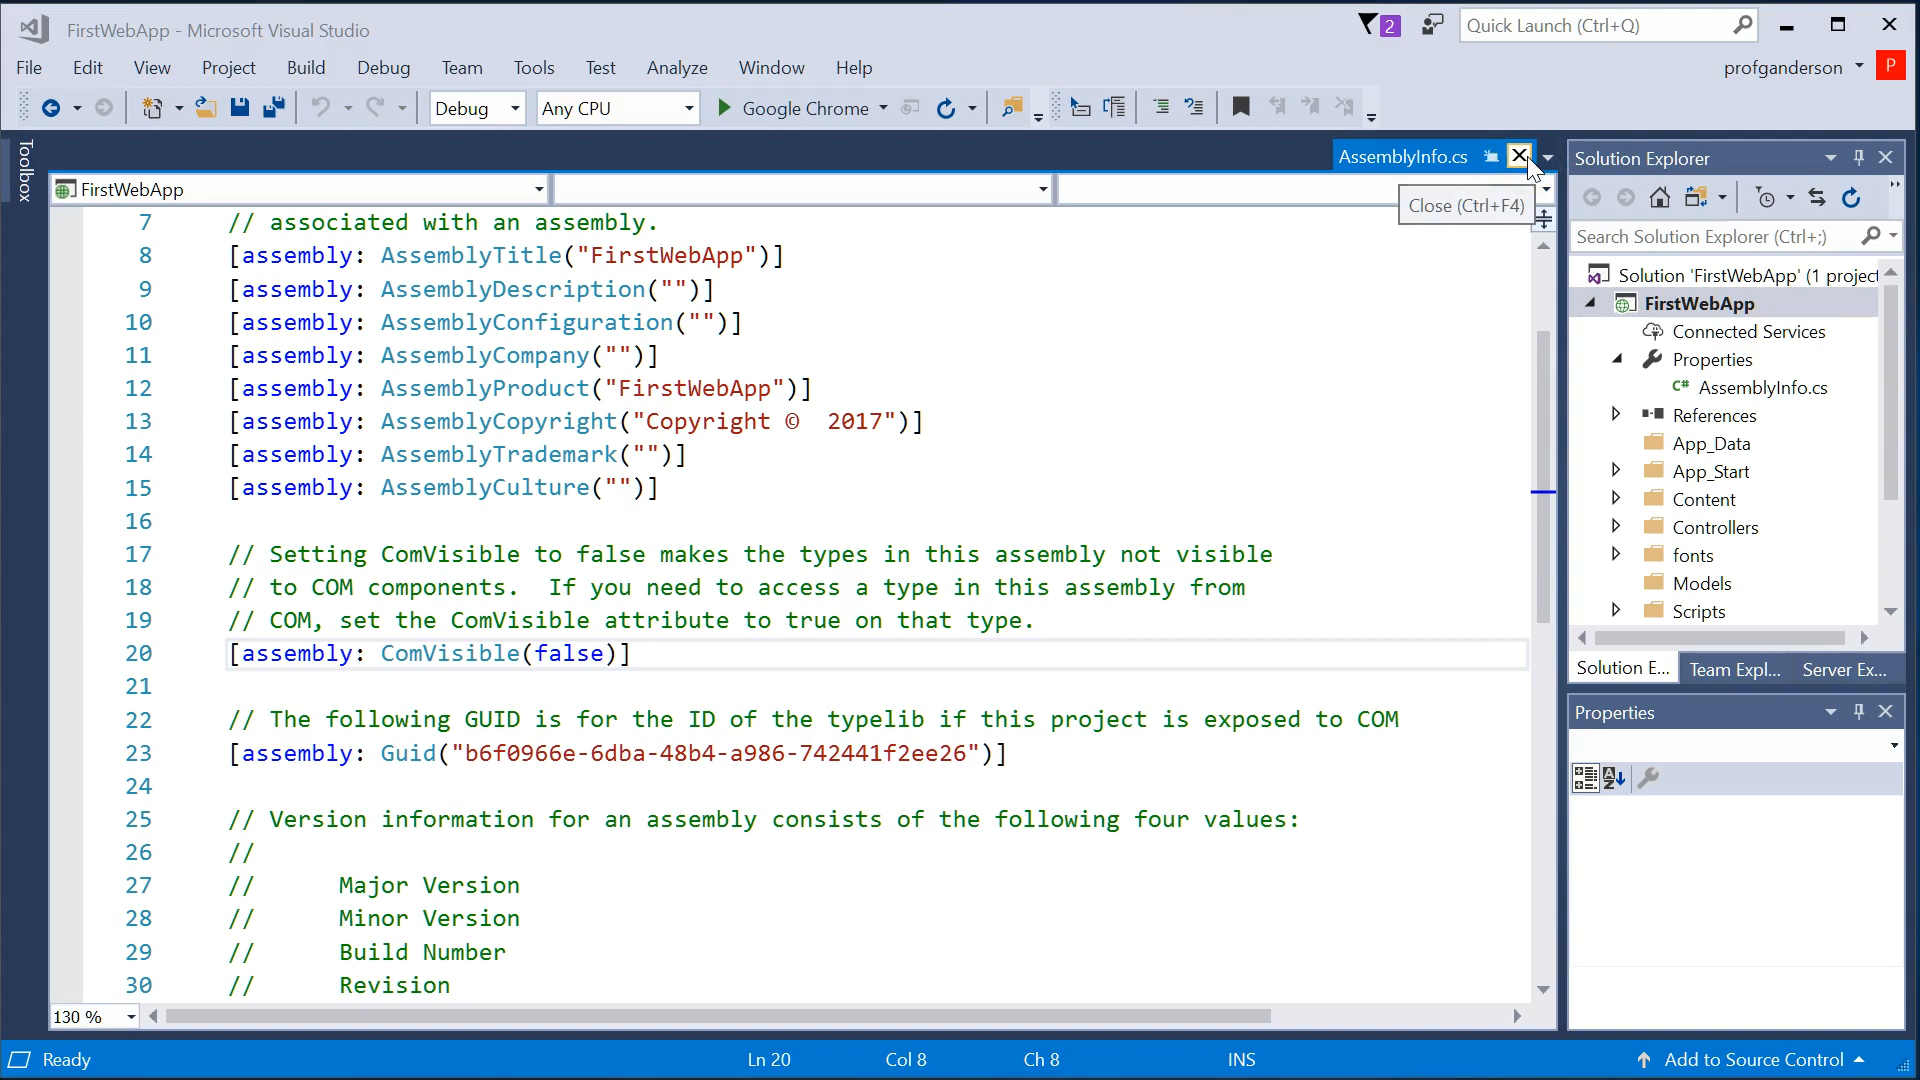 FirstWebApp - Microsoft Visual Studio
2
Quick Launch (Ctrl+Q)
File Edit View Project Build Debug Team Tools Test Analyze Window Help
profganderson P
Debug Any CPU Google Chrome
Toolbox
AssemblyInfo.cs
FirstWebApp
Close (Ctrl+F4)
7 // associated with an assembly.
8 [assembly: AssemblyTitle("FirstWebApp")]
9 [assembly: AssemblyDescription("")]
10 [assembly: AssemblyConfiguration("")]
11 [assembly: AssemblyCompany("")]
12 [assembly: AssemblyProduct("FirstWebApp")]
13 [assembly: AssemblyCopyright("Copyright ©  2017")]
14 [assembly: AssemblyTrademark("")]
15 [assembly: AssemblyCulture("")]
16
17 // Setting ComVisible to false makes the types in this assembly not visible
18 // to COM components.  If you need to access a type in this assembly from
19 // COM, set the ComVisible attribute to true on that type.
20 [assembly: ComVisible(false)]
21
22 // The following GUID is for the ID of the typelib if this project is exposed to COM
23 [assembly: Guid("b6f0966e-6dba-48b4-a986-742441f2ee26")]
24
25 // Version information for an assembly consists of the following four values:
26 //
27 //      Major Version
28 //      Minor Version
29 //      Build Number
30 //      Revision
130 %
Solution Explorer
Search Solution Explorer (Ctrl+;)
Solution 'FirstWebApp' (1 project
FirstWebApp
Connected Services
Properties
C# AssemblyInfo.cs
References
App_Data
App_Start
Content
Controllers
fonts
Models
Scripts
Solution E... Team Expl... Server Ex...
Properties
Ready Ln 20 Col 8 Ch 8 INS Add to Source Control